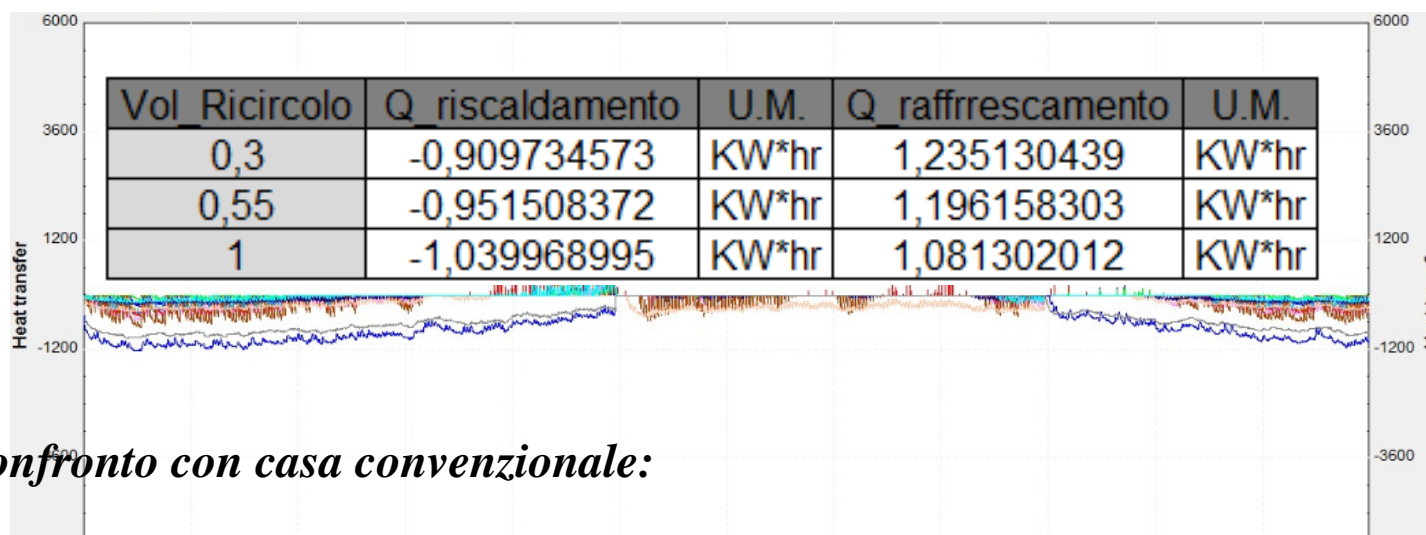 6000 6000
Vol_Ricircolo Q_riscaldamento U.M. Q_raffrrescamento U.M.
3600 3600
0,3 -0,909734573 KW*hr 1,235130439 KW*hr
0,55 -0,951508372 KW*hr 1,196158303 KW*hr
1200 1200
1 -1,039968995 KW*hr 1,081302012 KW*hr
Heat transfer
-1200 -1200
onfronto con casa convenzionale:
-3600